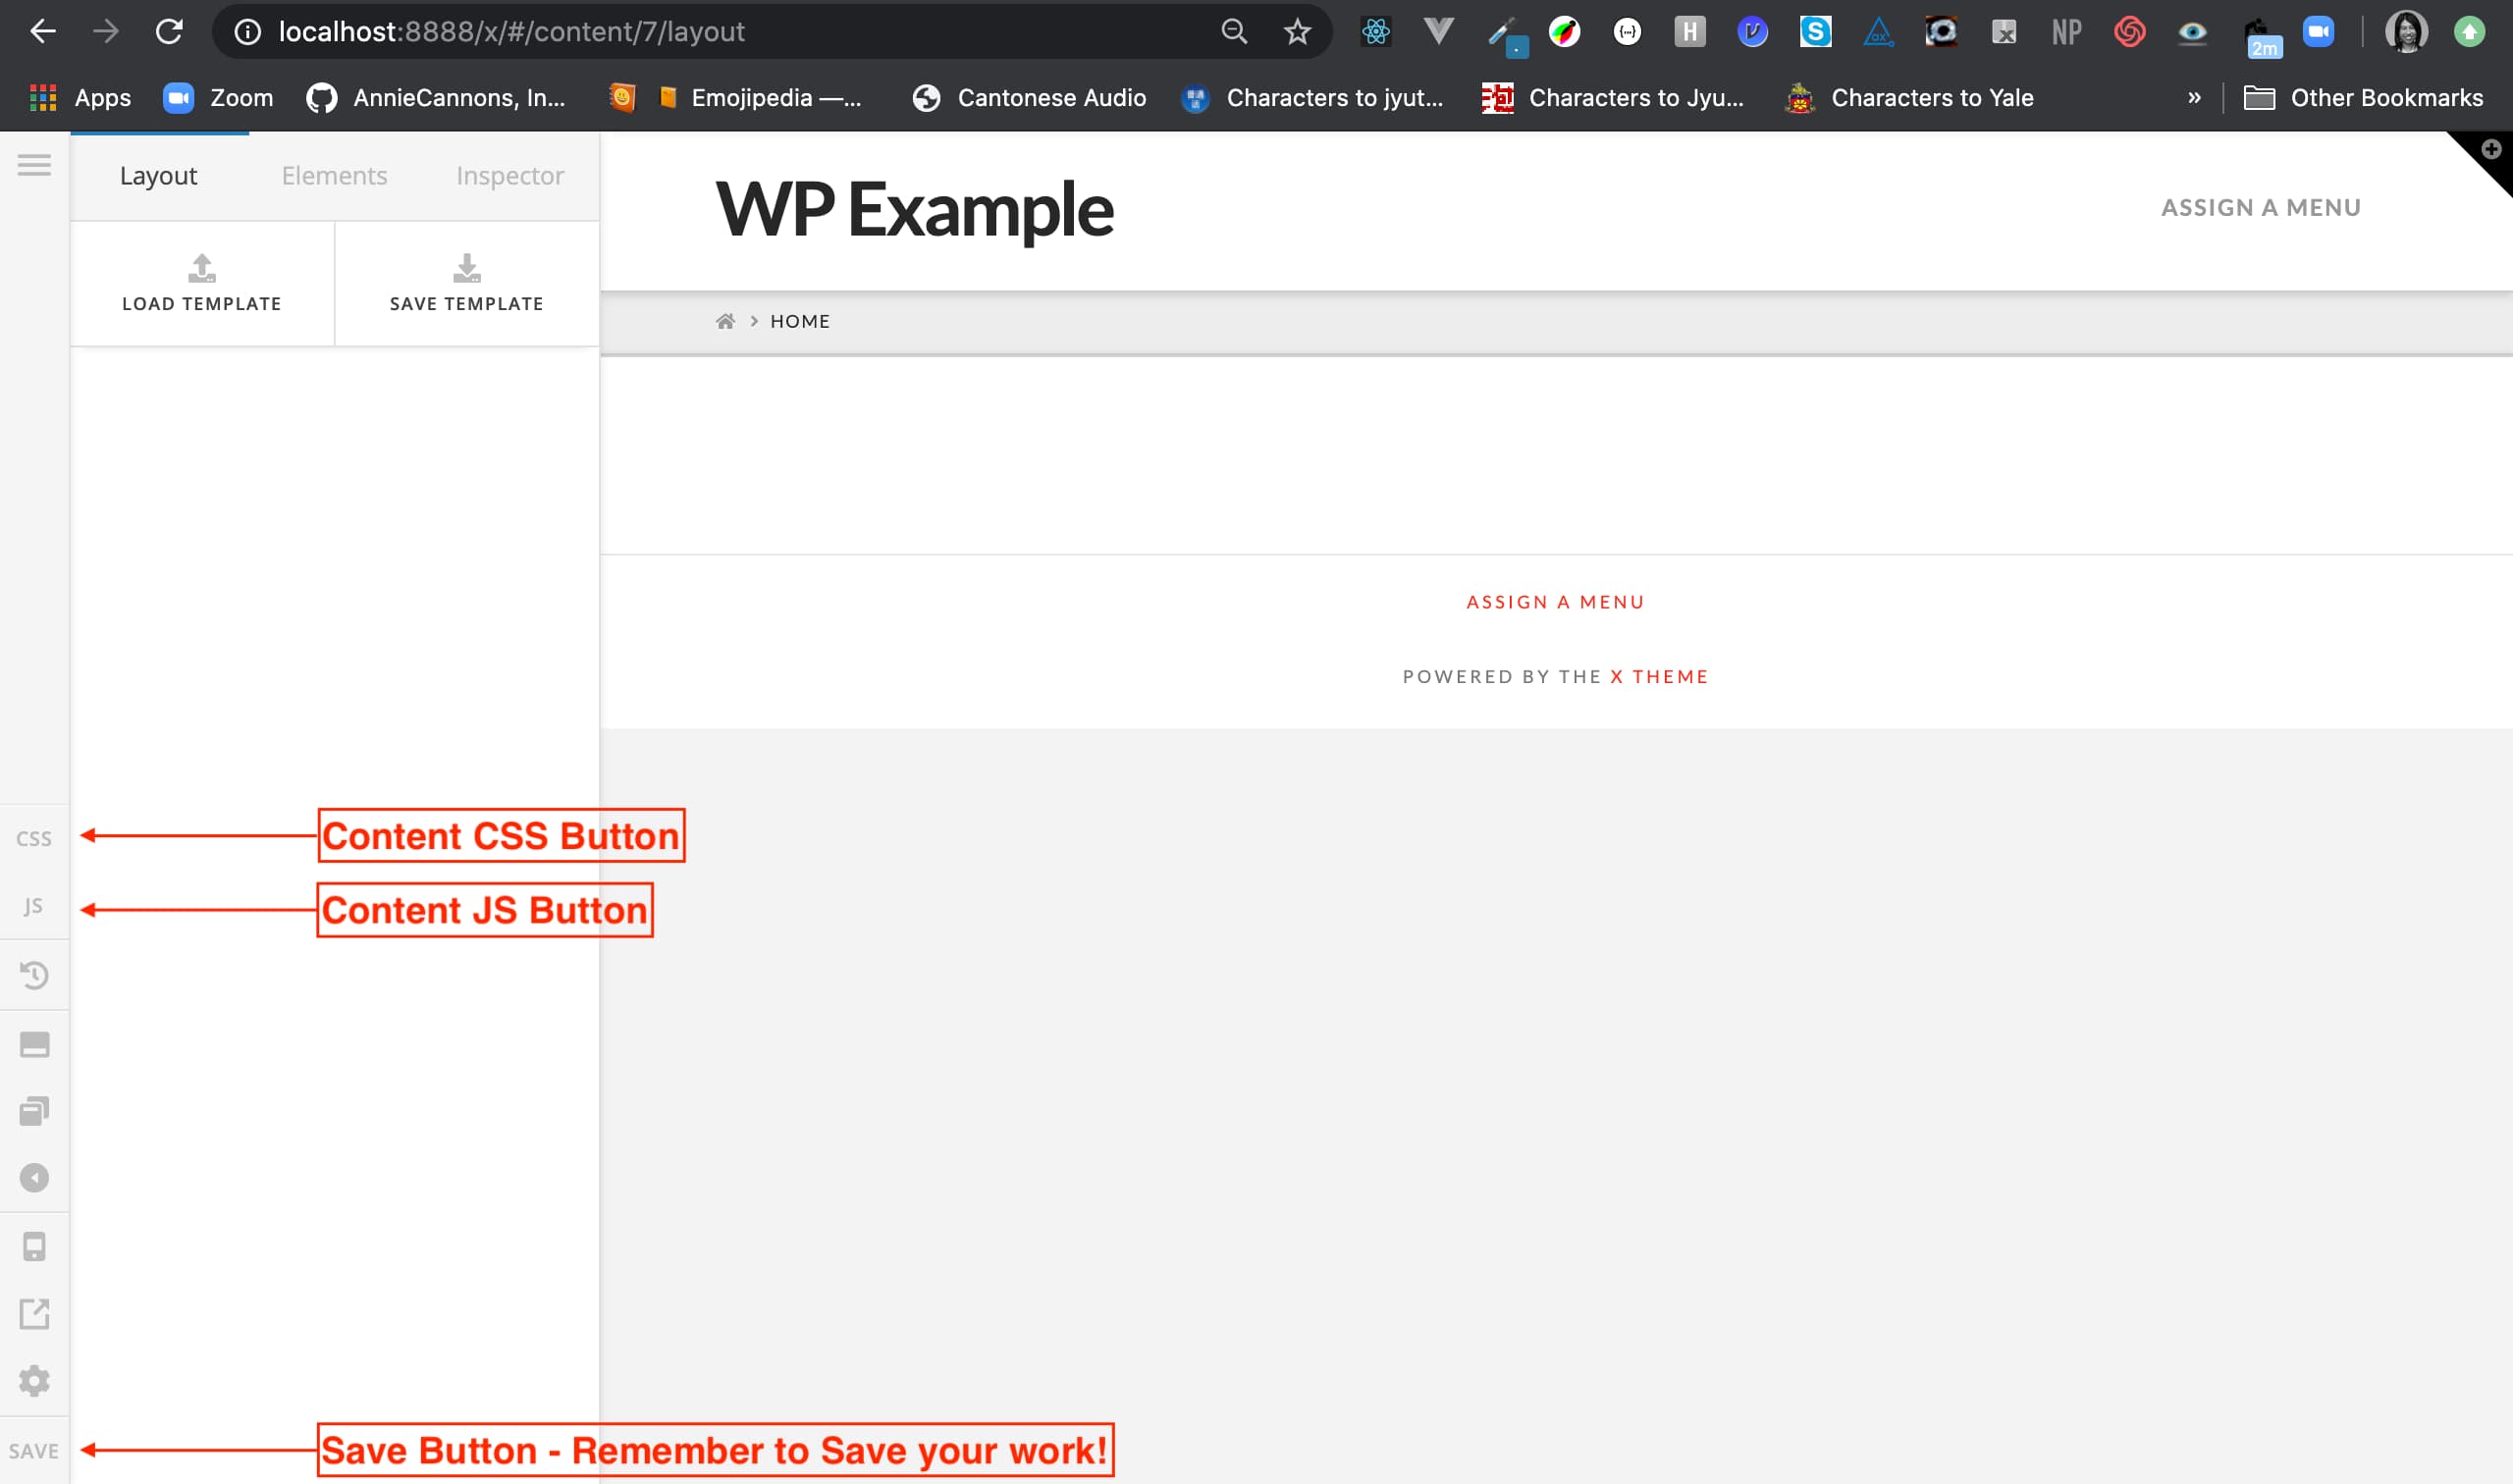 localhost:8888/x/#/content/7/layout
H
S
NP
2m
Apps
Zoom
AnnieCannons, In...
Emojipedia —...
Cantonese Audio
Characters to jyut...
Characters to Jyu...
Characters to Yale
»
Other Bookmarks
Layout
Elements
Inspector
WP Example
ASSIGN A MENU
LOAD TEMPLATE
SAVE TEMPLATE
HOME
ASSIGN A MENU
POWERED BY THE X THEME
CSS
Content CSS Button
JS
Content JS Button
SAVE
Save Button - Remember to Save your work!